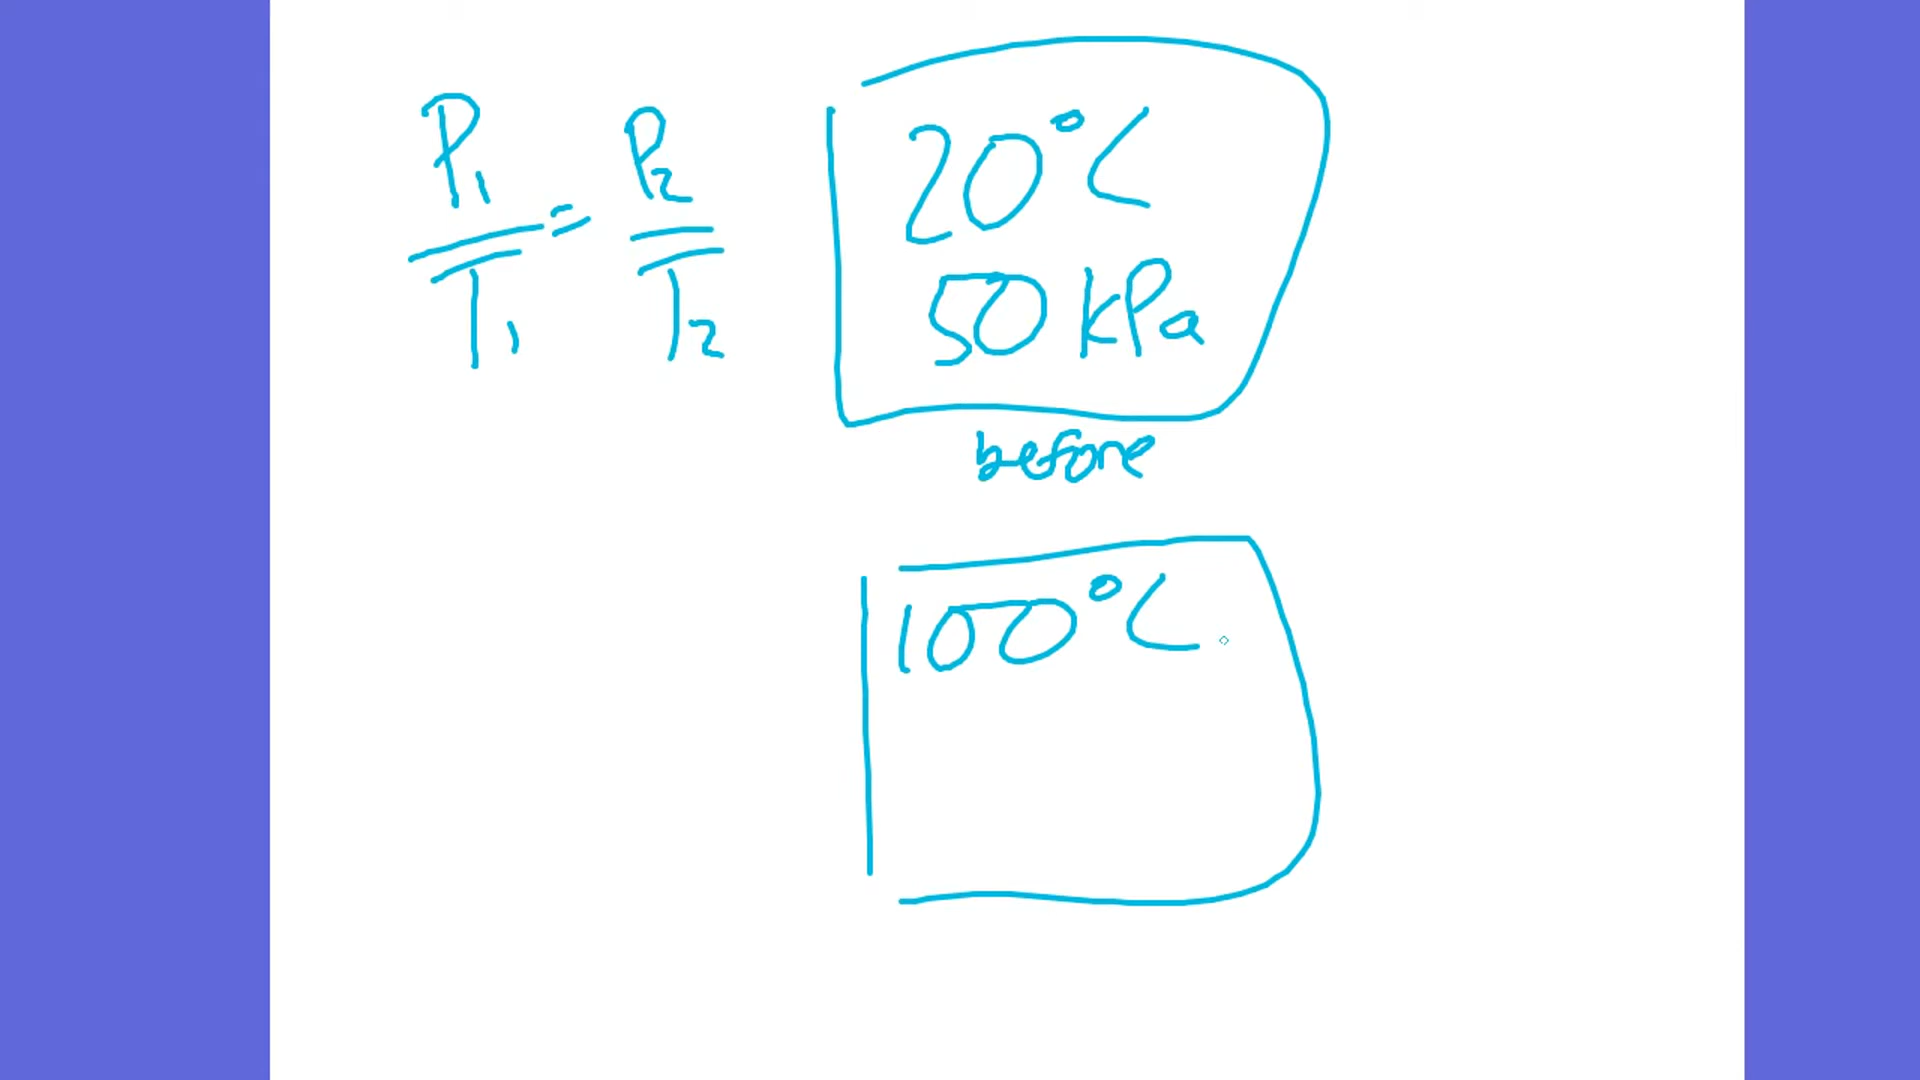 P₁/T₁ = P₂/T₂
20°C
50 kPa
before
100°C